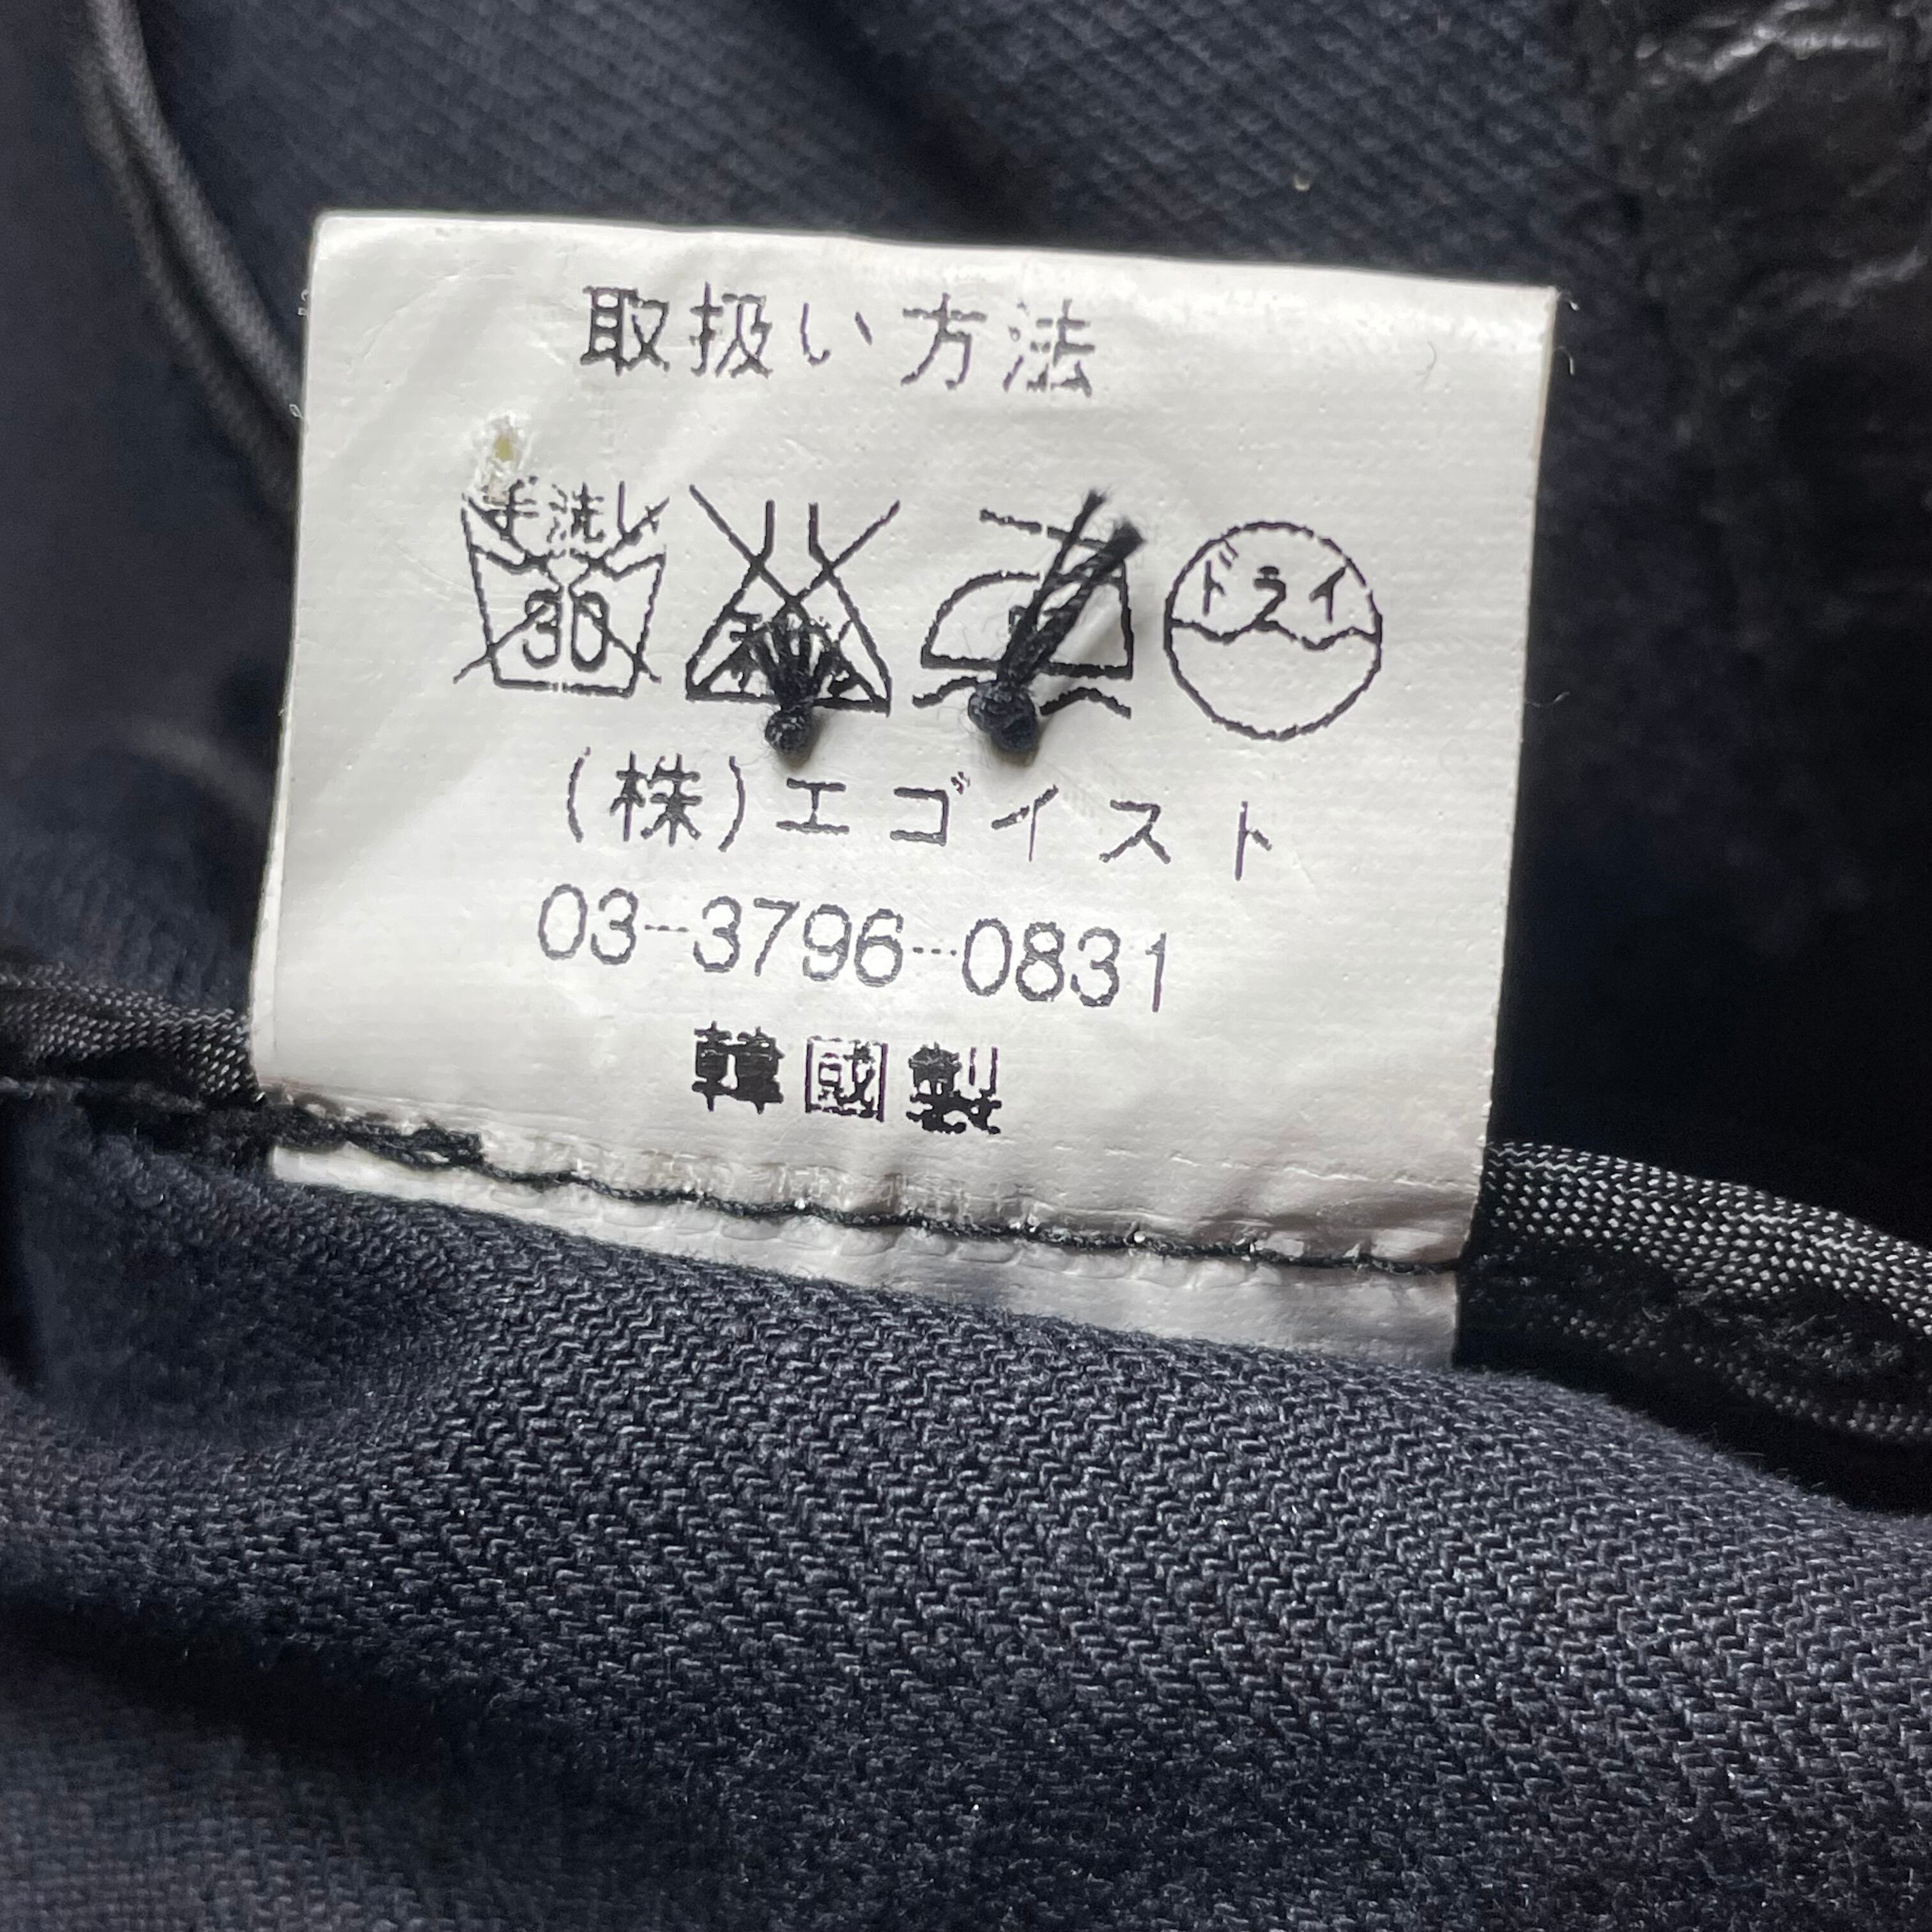 取扱い方法
手洗い 30 ドライ
(株)エゴイスト
03-3796-0831
韓國製